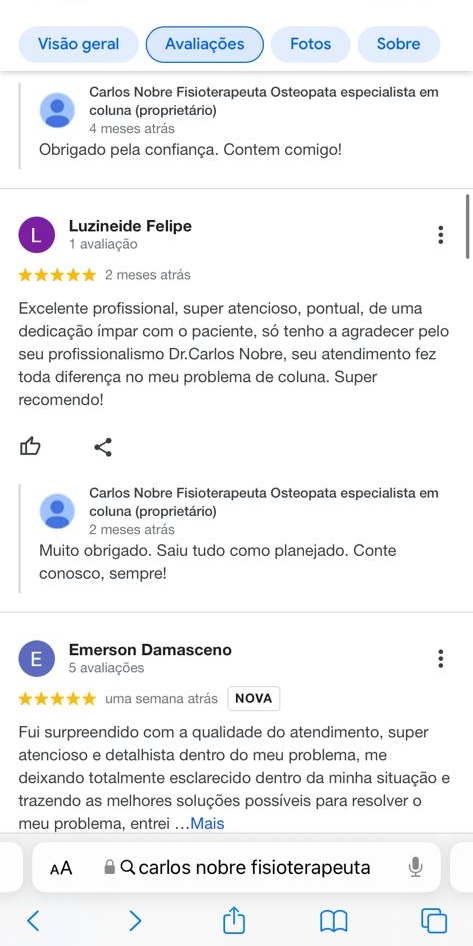 Visão geral
Avaliações
Fotos
Sobre
Carlos Nobre Fisioterapeuta Osteopata especialista em
coluna (proprietário)
4 meses atrás
Obrigado pela confiança. Contem comigo!
L
Luzineide Felipe
1 avaliação
2 meses atrás
Excelente profissional, super atencioso, pontual, de uma
dedicação ímpar com o paciente, só tenho a agradecer pelo
seu profissionalismo Dr.Carlos Nobre, seu atendimento fez
toda diferença no meu problema de coluna. Super
recomendo!
Carlos Nobre Fisioterapeuta Osteopata especialista em
coluna (proprietário)
2 meses atrás
Muito obrigado. Saiu tudo como planejado. Conte
conosco, sempre!
E
Emerson Damasceno
5 avaliações
uma semana atrás NOVA
Fui surpreendido com a qualidade do atendimento, super
atencioso e detalhista dentro do meu problema, me
deixando totalmente esclarecido dentro da minha situação e
trazendo as melhores soluções possíveis para resolver o
meu problema, entrei ...Mais
AA carlos nobre fisioterapeuta